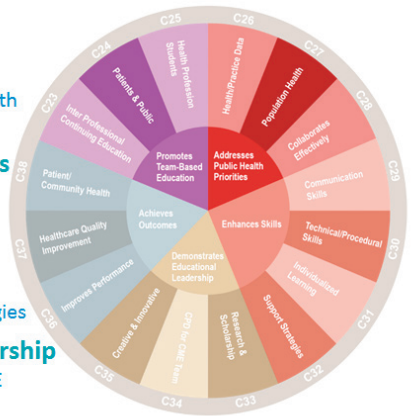 th
s
gies
ership
E
C23
C24
C25
C26
C27
C28
C29
C30
C31
C32
C33
C34
C35
C36
C37
C38
Inter Professional
Continuing Education
Patients & Public
Health Profession
Students
Health/Practice Data
Population Health
Collaborates
Effectively
Communication
Skills
Technical/Procedural
Skills
Individualized
Learning
Support Strategies
Research &
Scholarship
CPD for CME Team
Creative & Innovative
Improves Performance
Healthcare Quality
Improvement
Patient/
Community Health
Promotes
Team-Based
Education
Addresses
Public Health
Priorities
Enhances Skills
Demonstrates
Educational
Leadership
Achieves
Outcomes